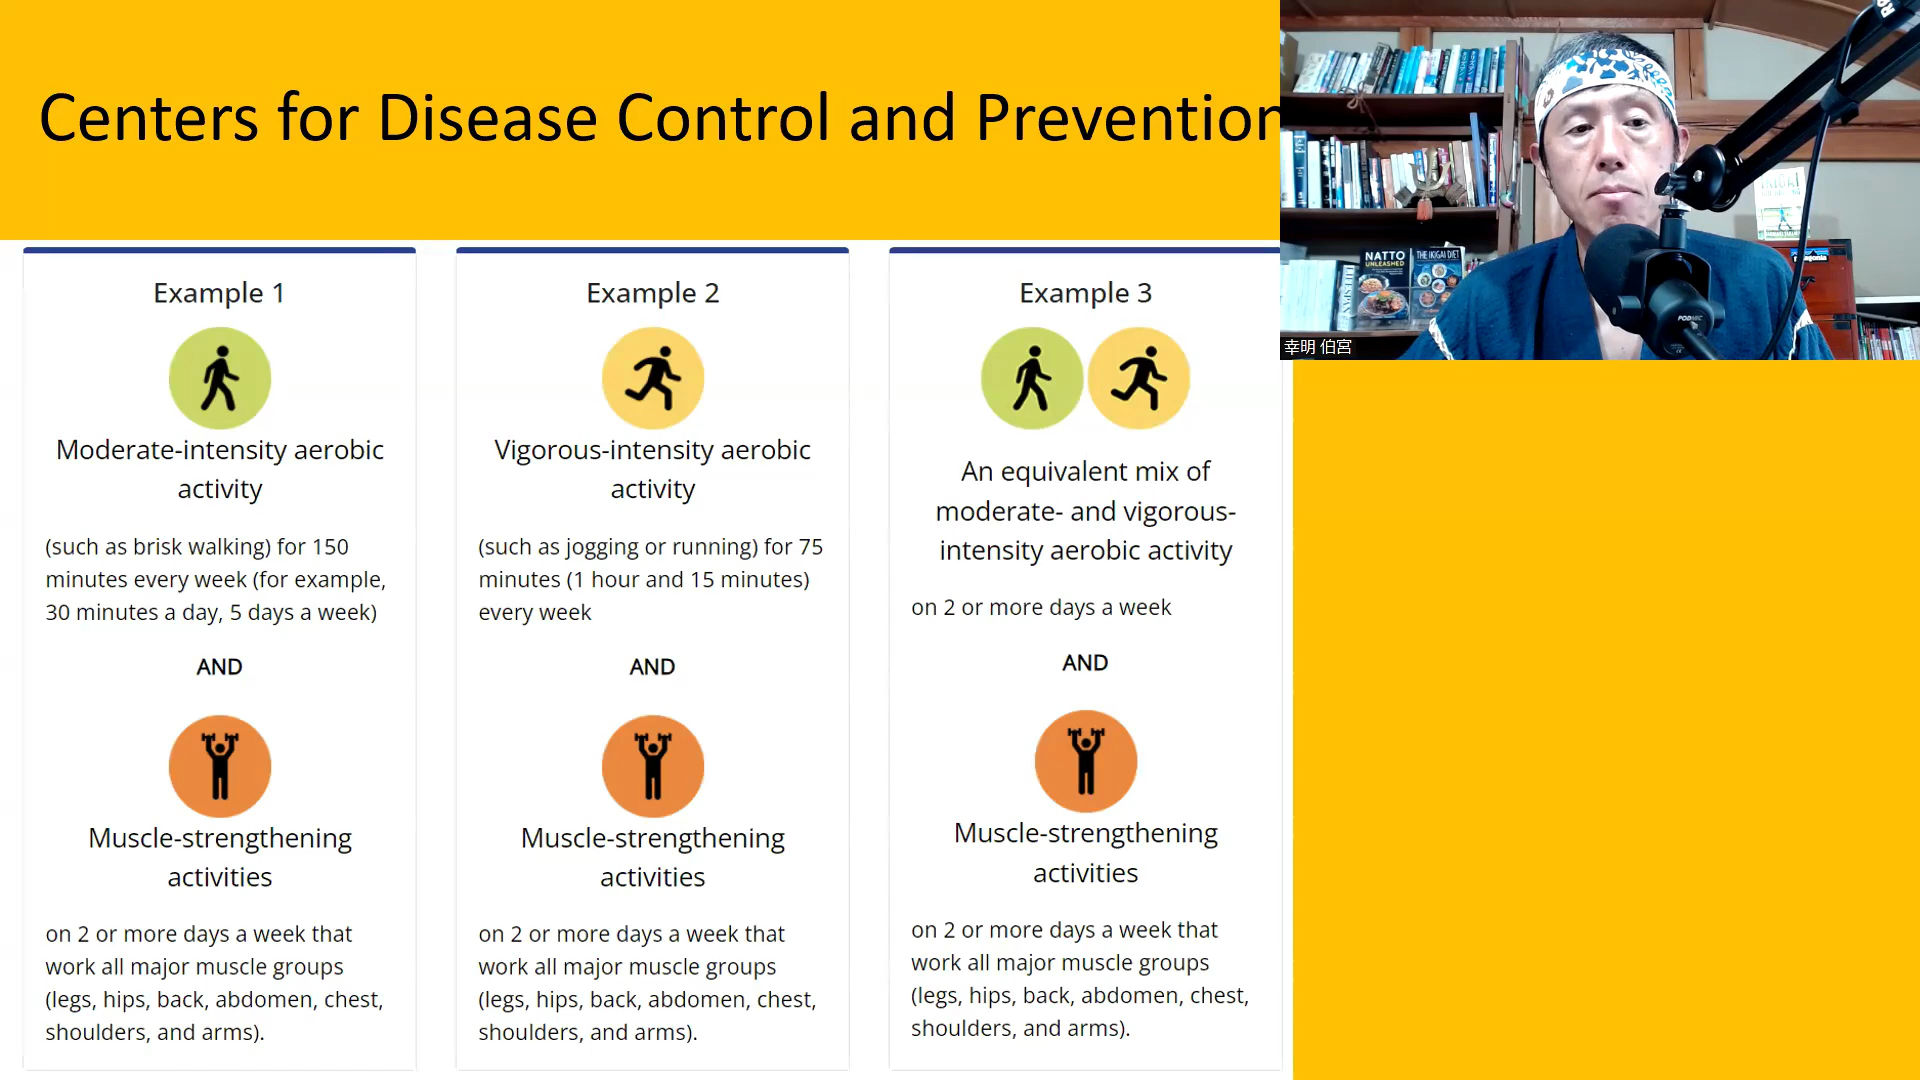 Centers for Disease Control and Prevention
Example 1
Moderate-intensity aerobic
activity
(such as brisk walking) for 150
minutes every week (for example,
30 minutes a day, 5 days a week)
AND
Muscle-strengthening
activities
on 2 or more days a week that
work all major muscle groups
(legs, hips, back, abdomen, chest,
shoulders, and arms).
Example 2
Vigorous-intensity aerobic
activity
(such as jogging or running) for 75
minutes (1 hour and 15 minutes)
every week
AND
Muscle-strengthening
activities
on 2 or more days a week that
work all major muscle groups
(legs, hips, back, abdomen, chest,
shoulders, and arms).
Example 3
An equivalent mix of
moderate- and vigorous-
intensity aerobic activity
on 2 or more days a week
AND
Muscle-strengthening
activities
on 2 or more days a week that
work all major muscle groups
(legs, hips, back, abdomen, chest,
shoulders, and arms).
NATTO
UNLEASHED
THE IKIGAI DIET
IKIGAI
patagonia
PODMIC
幸明 伯宮